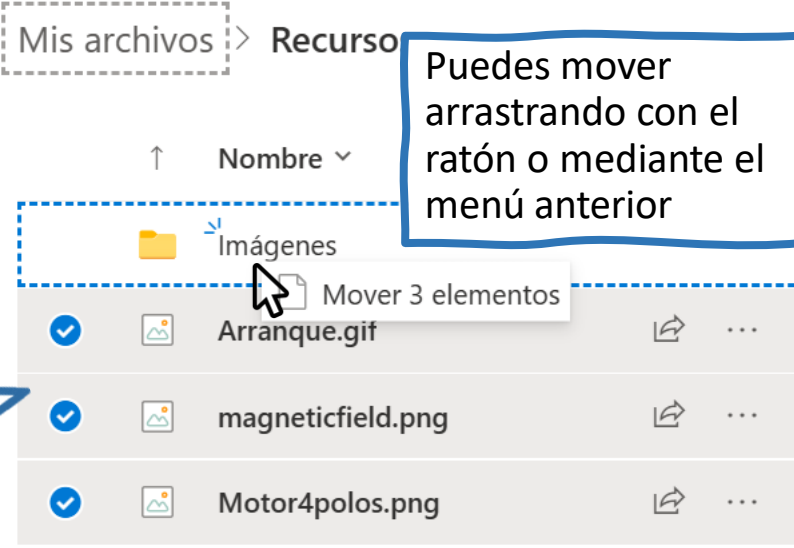 Mis archivos > Recurso
Puedes mover
arrastrando con el
ratón o mediante el
menú anterior
↑ Nombre
Imágenes
Mover 3 elementos
Arranque.gif
magneticfield.png
Motor4polos.png